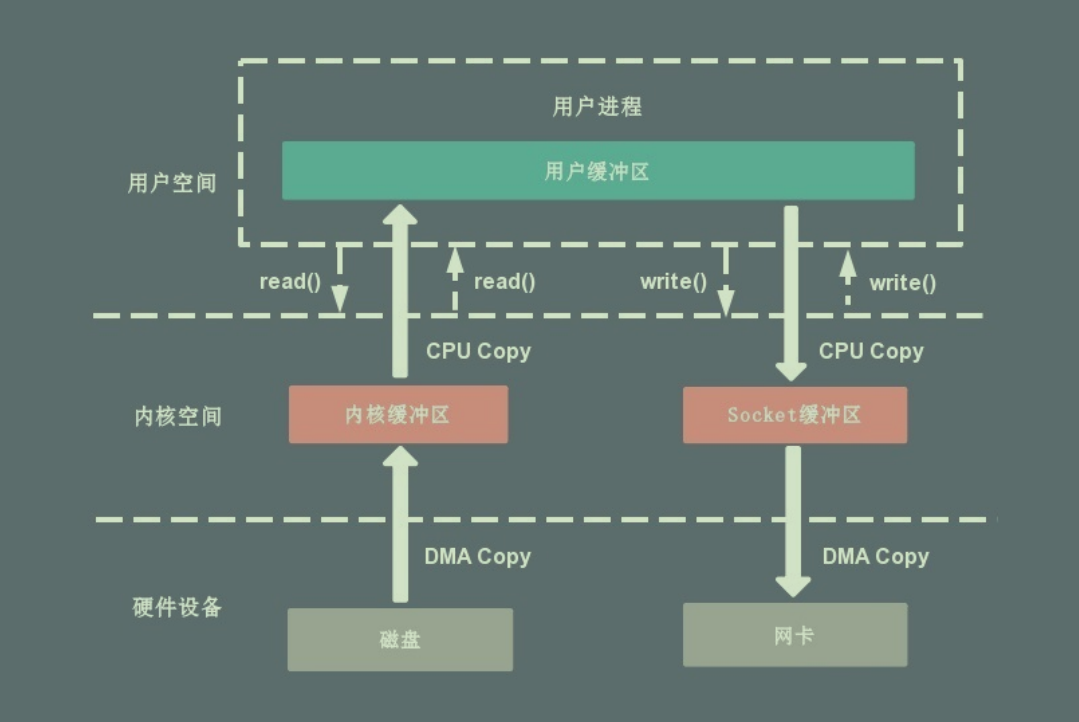 用户进程
用户缓冲区
用户空间
read()
read()
write()
write()
CPU Copy
CPU Copy
内核空间
内核缓冲区
Socket缓冲区
DMA Copy
DMA Copy
硬件设备
磁盘
网卡